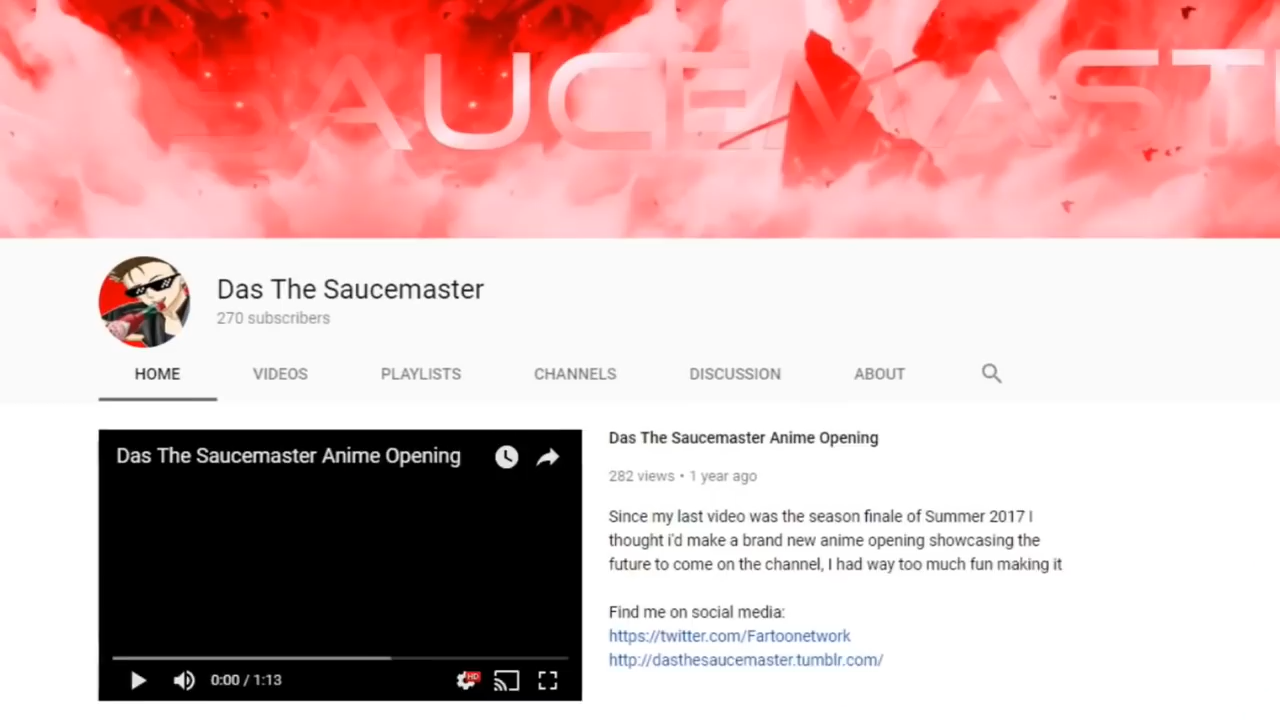 SAUCEMAST
Das The Saucemaster
270 subscribers
HOME VIDEOS PLAYLISTS CHANNELS DISCUSSION ABOUT
Das The Saucemaster Anime Opening
0:00 / 1:13
HD
Das The Saucemaster Anime Opening
282 views • 1 year ago
Since my last video was the season finale of Summer 2017 I
thought i'd make a brand new anime opening showcasing the
future to come on the channel, I had way too much fun making it
Find me on social media:
https://twitter.com/Fartoonetwork
http://dasthesaucemaster.tumblr.com/